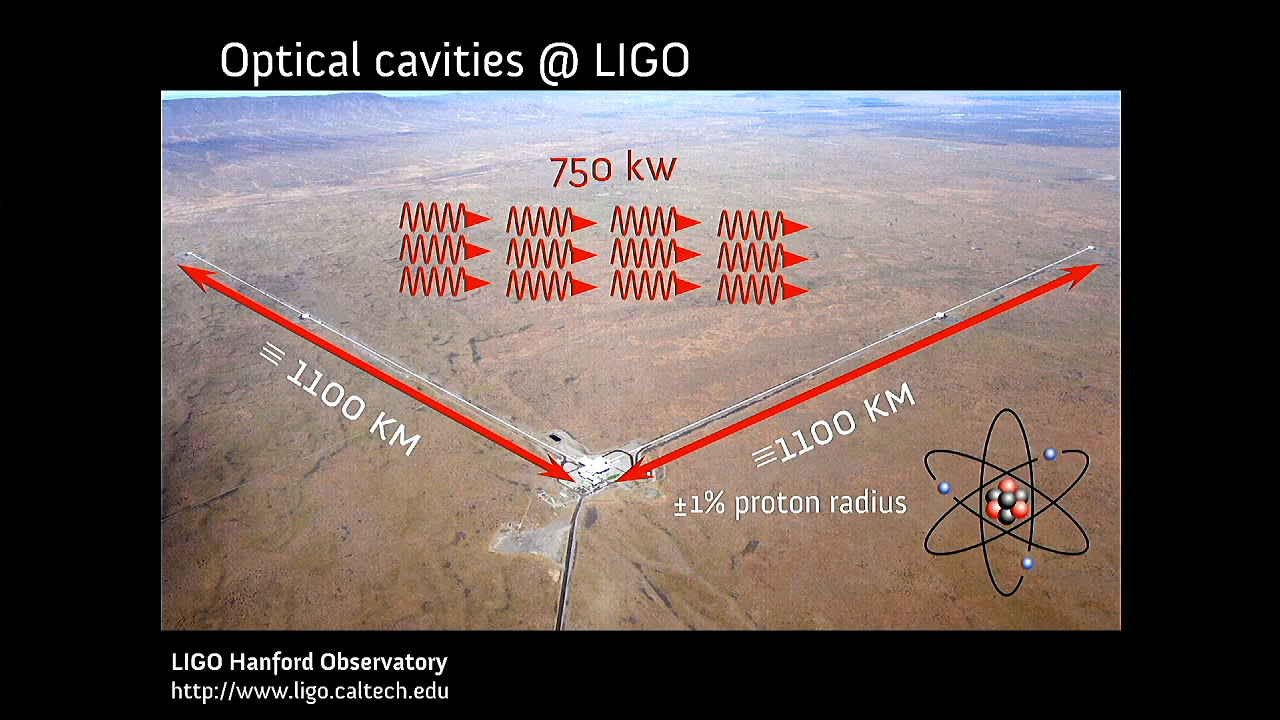 Optical cavities @ LIGO
750 kw
≡ 1100 KM
≡1100 KM
±1% proton radius
LIGO Hanford Observatory
http://www.ligo.caltech.edu